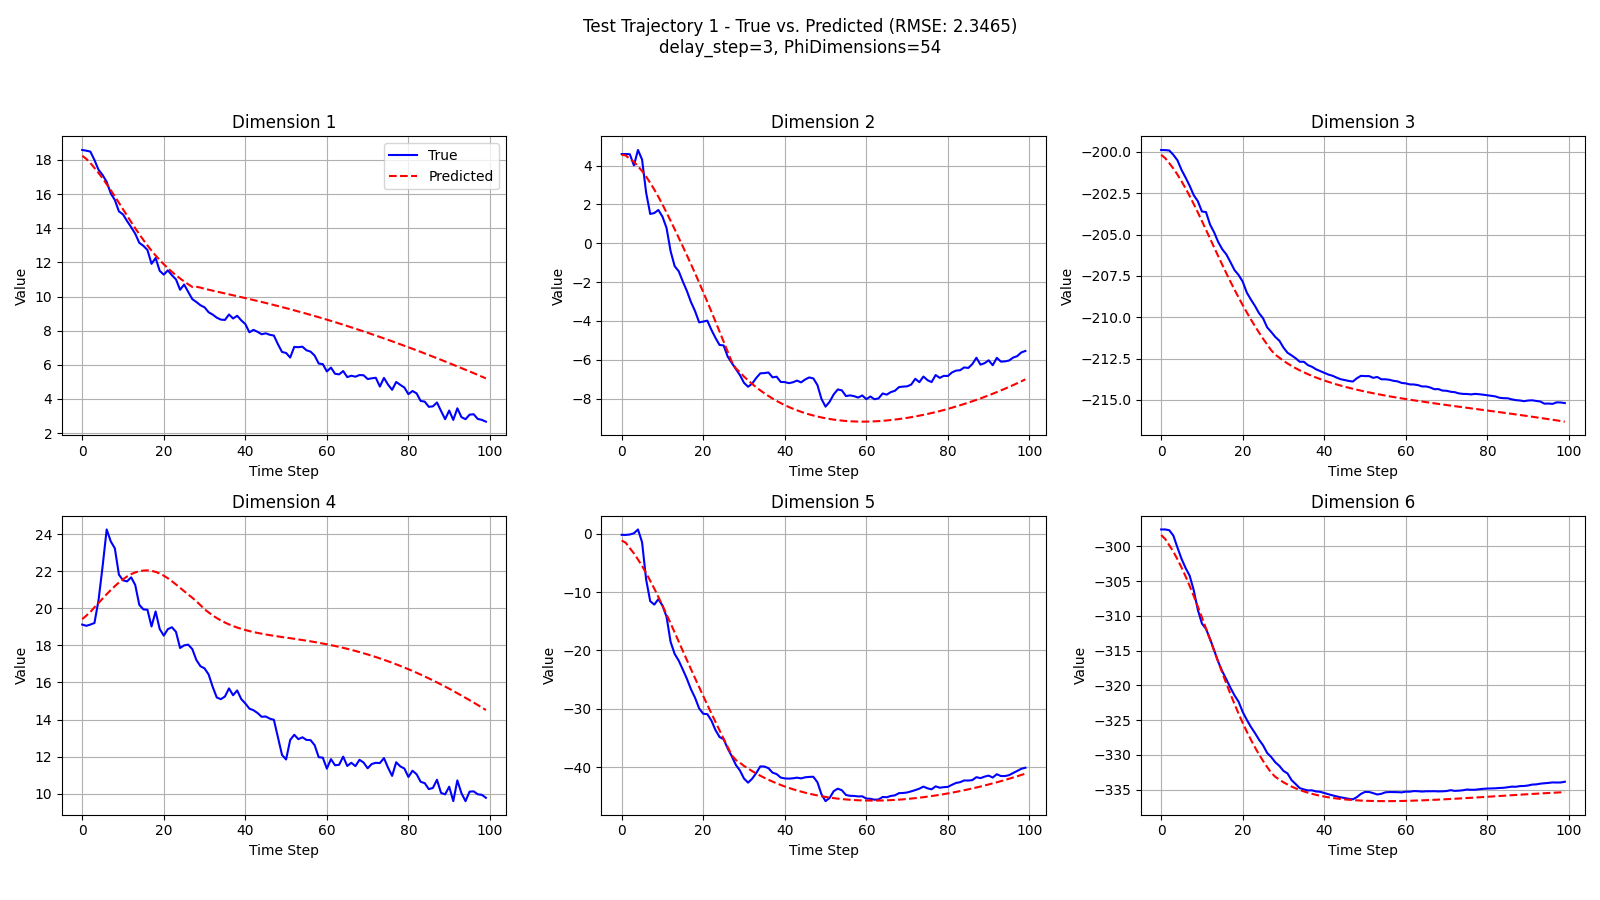 Test Trajectory 1 - True vs. Predicted (RMSE: 2.3465)
delay_step=3, PhiDimensions=54
Dimension 1
True
Predicted
Value
18
16
14
12
10
8
6
4
2
0 20 40 60 80 100
Time Step
Dimension 2
Value
4
2
0
−2
−4
−6
−8
0 20 40 60 80 100
Time Step
Dimension 3
Value
−200.0
−202.5
−205.0
−207.5
−210.0
−212.5
−215.0
0 20 40 60 80 100
Time Step
Dimension 4
Value
24
22
20
18
16
14
12
10
0 20 40 60 80 100
Time Step
Dimension 5
Value
0
−10
−20
−30
−40
0 20 40 60 80 100
Time Step
Dimension 6
Value
−300
−305
−310
−315
−320
−325
−330
−335
0 20 40 60 80 100
Time Step